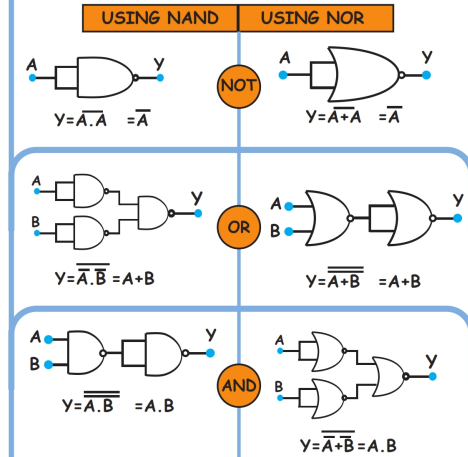 USING NAND USING NOR
A Y
NOT
A Y
Y=A̅.̅A̅ =A̅
Y=A̅+̅A̅ =A̅
A
B
Y
OR
A
B
Y
Y=A̅̅.̅B̅̅ =A+B
Y=A̿+̿B̿ =A+B
A
B
Y
AND
A
B
Y
Y=A̿.̿B̿ =A.B
Y=A̅̅+̅B̅̅ =A.B